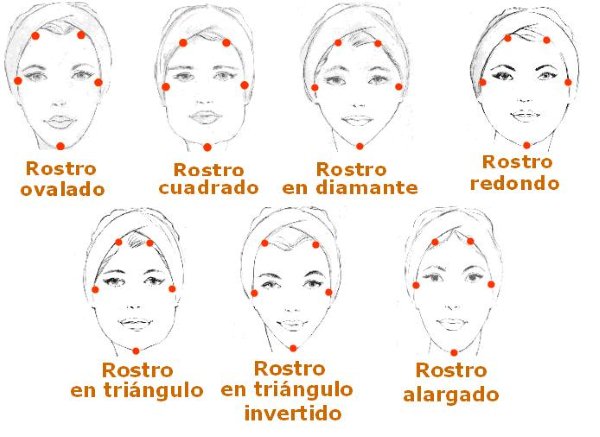 Rostro
ovalado
Rostro
cuadrado
Rostro
en diamante
Rostro
redondo
Rostro
en triángulo
Rostro
en triángulo
invertido
Rostro
alargado